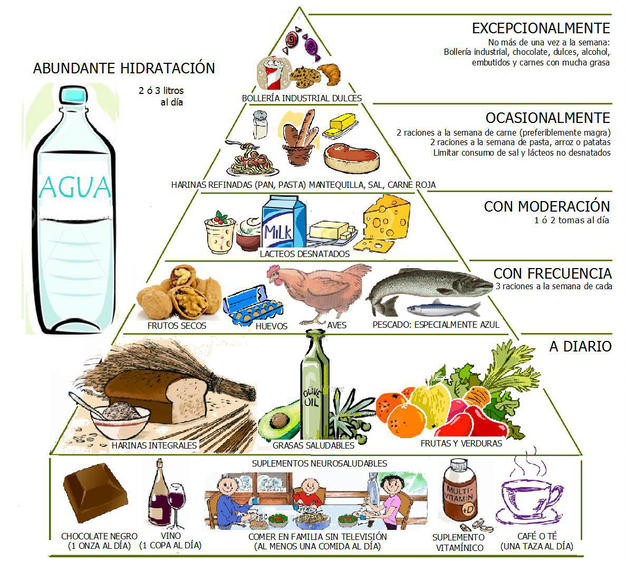 EXCEPCIONALMENTE
No más de una vez a la semana:
Bollería industrial, chocolate, dulces, alcohol,
embutidos y carnes con mucha grasa
ABUNDANTE HIDRATACIÓN
2 ó 3 litros
al día
AGUA
BOLLERÍA INDUSTRIAL DULCES
OCASIONALMENTE
2 raciones a la semana de carne (preferiblemente magra)
2 raciones a la semana de pasta, arroz o patatas
Limitar consumo de sal y lácteos no desnatados
HARINAS REFINADAS (PAN, PASTA) MANTEQUILLA, SAL, CARNE ROJA
CON MODERACIÓN
1 ó 2 tomas al día
MILK
LACTEOS DESNATADOS
CON FRECUENCIA
3 raciones a la semana de cada
FRUTOS SECOS
HUEVOS
AVES
PESCADO: ESPECIALMENTE AZUL
A DIARIO
OLIVE
OIL
HARINAS INTEGRALES
GRASAS SALUDABLES
FRUTAS Y VERDURAS
SUPLEMENTOS NEUROSALUDABLES
MULTI-
VITAMIN
+D
CHOCOLATE NEGRO
(1 ONZA AL DÍA)
VINO
(1 COPA AL DÍA)
COMER EN FAMILIA SIN TELEVISIÓN
(AL MENOS UNA COMIDA AL DÍA)
SUPLEMENTO
VITAMÍNICO
CAFÉ O TÉ
(UNA TAZA AL DÍA)